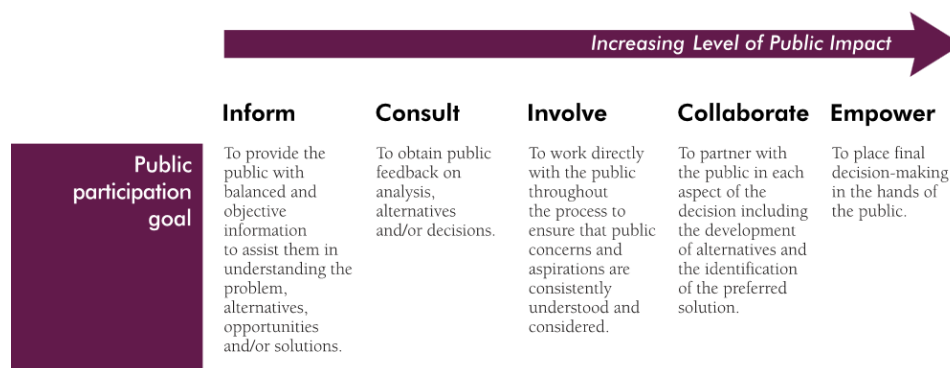 Increasing Level of Public Impact
Inform
Consult
Involve
Collaborate
Empower
Public
participation
goal
To provide the
public with
balanced and
objective
information
to assist them in
understanding the
problem,
alternatives,
opportunities
and/or solutions.
To obtain public
feedback on
analysis,
alternatives
and/or decisions.
To work directly
with the public
throughout
the process to
ensure that public
concerns and
aspirations are
consistently
understood and
considered.
To partner with
the public in each
aspect of the
decision including
the development
of alternatives and
the identification
of the preferred
solution.
To place final
decision-making
in the hands of
the public.